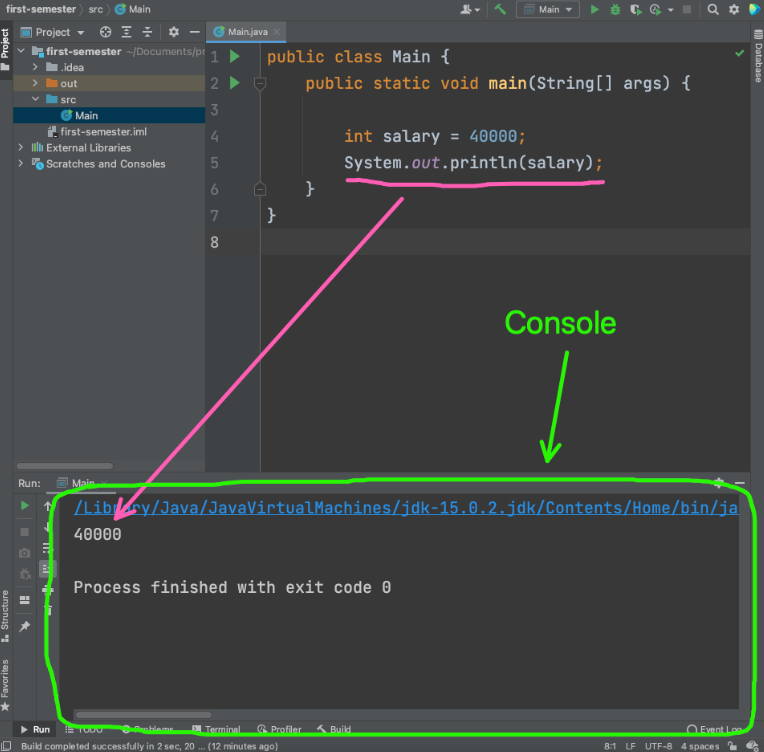 first-semester src Main
Main
Project
Main.java
Project
first-semester ~/Documents/pr
.idea
out
src
Main
first-semester.iml
External Libraries
Scratches and Consoles
1 public class Main {
2 public static void main(String[] args) {
3
4 int salary = 40000;
5 System.out.println(salary);
6 }
7 }
8
Database
Console
Run: Main
/Library/Java/JavaVirtualMachines/jdk-15.0.2.jdk/Contents/Home/bin/ja
40000
Process finished with exit code 0
Structure
Favorites
Run TODO Problems Terminal Profiler Build Event Log
Build completed successfully in 2 sec, 20 ... (12 minutes ago) 8:1 LF UTF-8 4 spaces